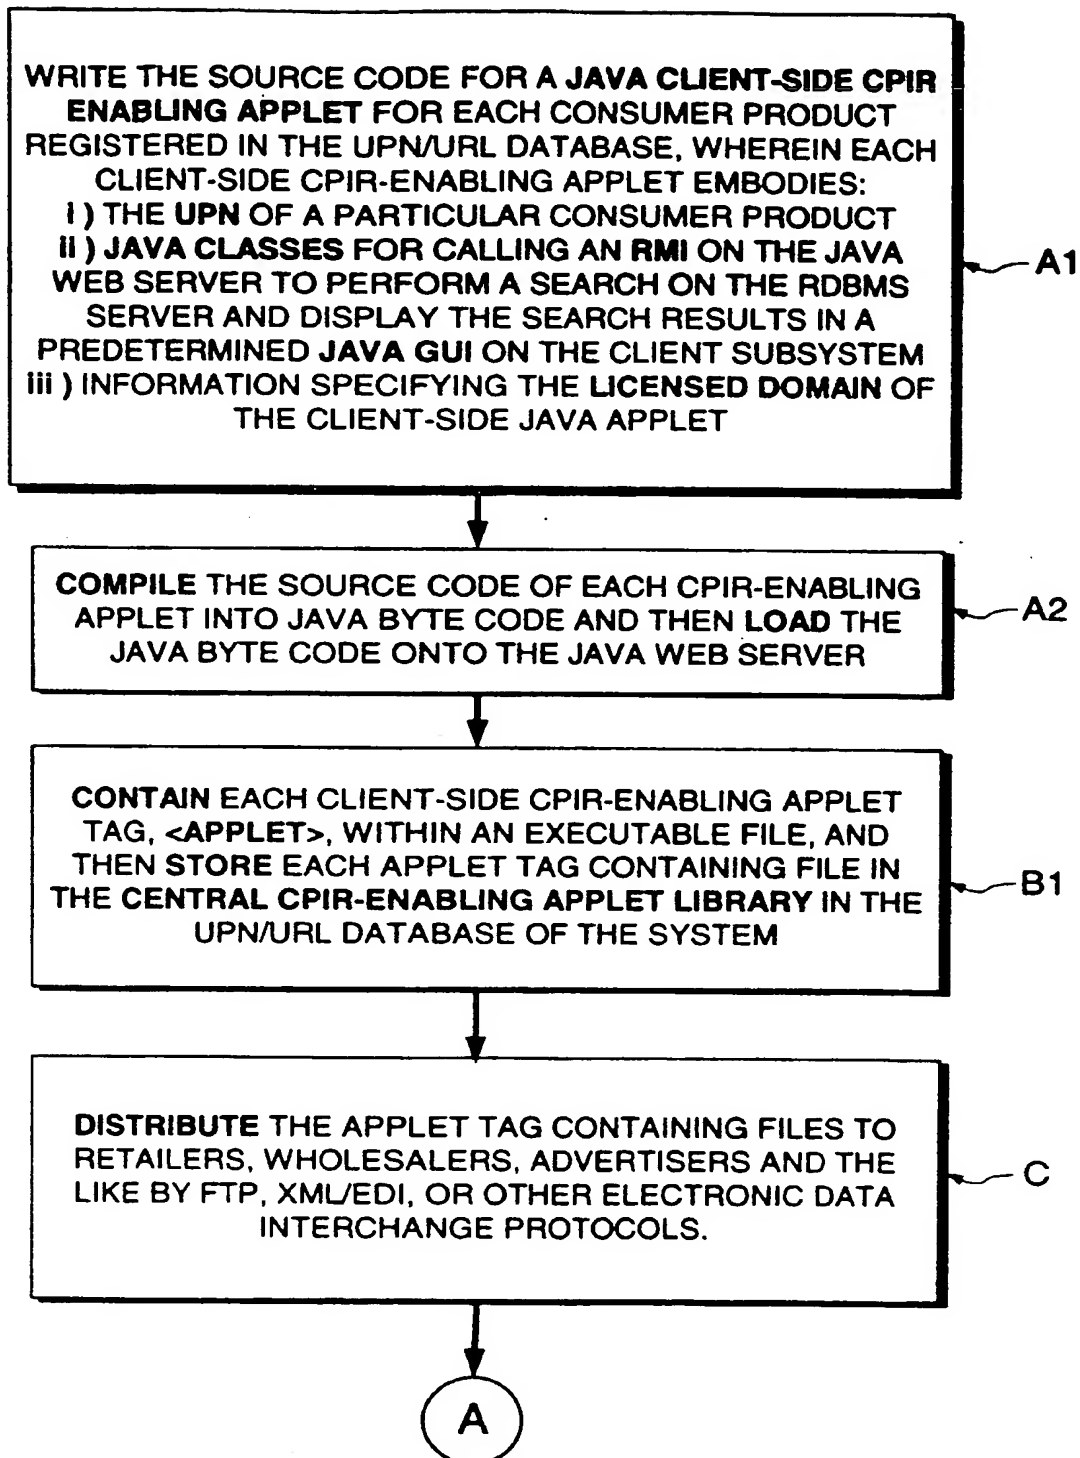 WRITE THE SOURCE CODE FOR A JAVA CLIENT-SIDE CPIR
ENABLING APPLET FOR EACH CONSUMER PRODUCT
REGISTERED IN THE UPN/URL DATABASE, WHEREIN EACH
CLIENT-SIDE CPIR-ENABLING APPLET EMBODIES:
i ) THE UPN OF A PARTICULAR CONSUMER PRODUCT
ii ) JAVA CLASSES FOR CALLING AN RMI ON THE JAVA
WEB SERVER TO PERFORM A SEARCH ON THE RDBMS
SERVER AND DISPLAY THE SEARCH RESULTS IN A
PREDETERMINED JAVA GUI ON THE CLIENT SUBSYSTEM
iii ) INFORMATION SPECIFYING THE LICENSED DOMAIN OF
THE CLIENT-SIDE JAVA APPLET
A1
COMPILE THE SOURCE CODE OF EACH CPIR-ENABLING
APPLET INTO JAVA BYTE CODE AND THEN LOAD THE
JAVA BYTE CODE ONTO THE JAVA WEB SERVER
A2
CONTAIN EACH CLIENT-SIDE CPIR-ENABLING APPLET
TAG, <APPLET>, WITHIN AN EXECUTABLE FILE, AND
THEN STORE EACH APPLET TAG CONTAINING FILE IN
THE CENTRAL CPIR-ENABLING APPLET LIBRARY IN THE
UPN/URL DATABASE OF THE SYSTEM
B1
DISTRIBUTE THE APPLET TAG CONTAINING FILES TO
RETAILERS, WHOLESALERS, ADVERTISERS AND THE
LIKE BY FTP, XML/EDI, OR OTHER ELECTRONIC DATA
INTERCHANGE PROTOCOLS.
C
A